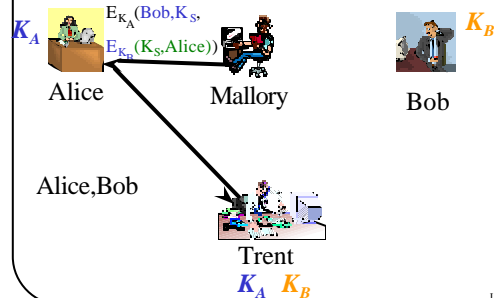 K_A
E_{K_A}(Bob,K_S,
E_{K_B}(K_S,Alice))
K_B
Alice
Mallory
Bob
Alice,Bob
Trent
K_A K_B